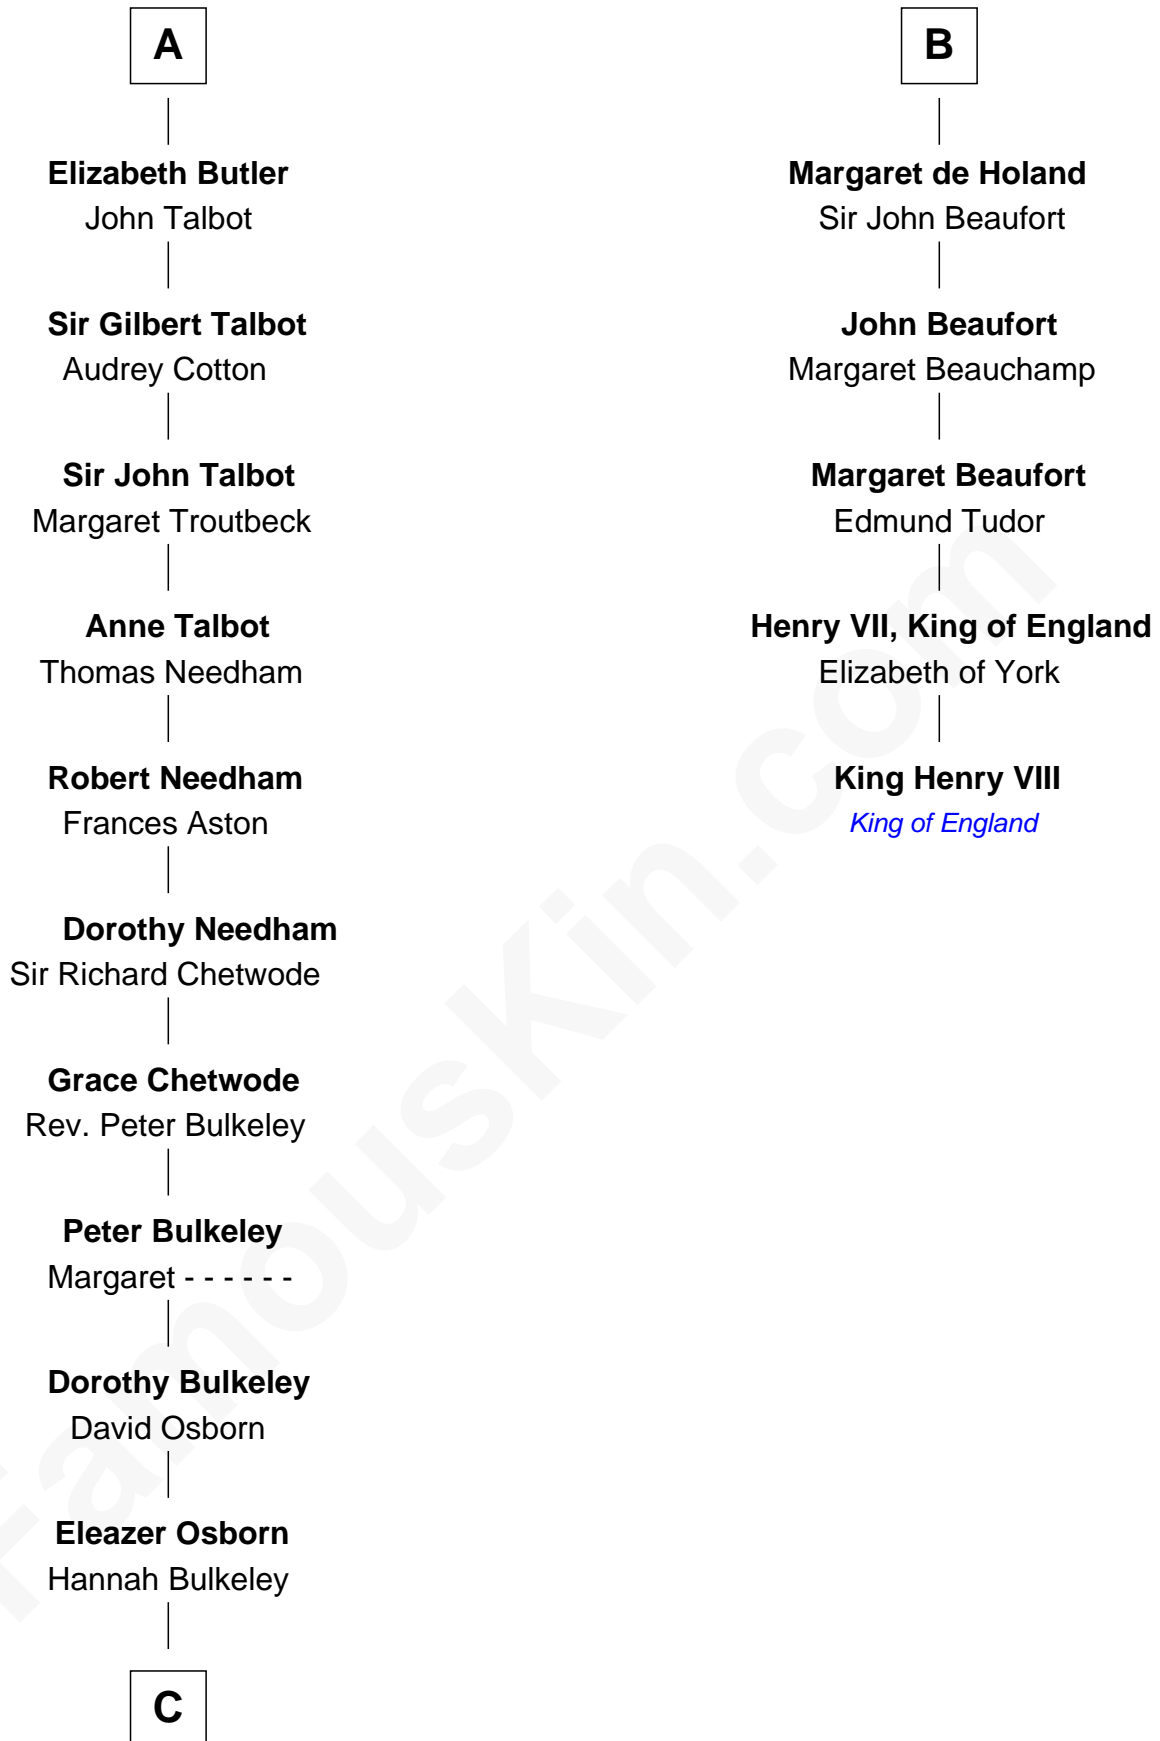 A
Elizabeth Butler
John Talbot
Sir Gilbert Talbot
Audrey Cotton
Sir John Talbot
Margaret Troutbeck
Anne Talbot
Thomas Needham
Robert Needham
Frances Aston
Dorothy Needham
Sir Richard Chetwode
Grace Chetwode
Rev. Peter Bulkeley
Peter Bulkeley
Margaret - - - - - -
Dorothy Bulkeley
David Osborn
Eleazer Osborn
Hannah Bulkeley
C
B
Margaret de Holand
Sir John Beaufort
John Beaufort
Margaret Beauchamp
Margaret Beaufort
Edmund Tudor
Henry VII, King of England
Elizabeth of York
King Henry VIII
King of England
FamousKin.com